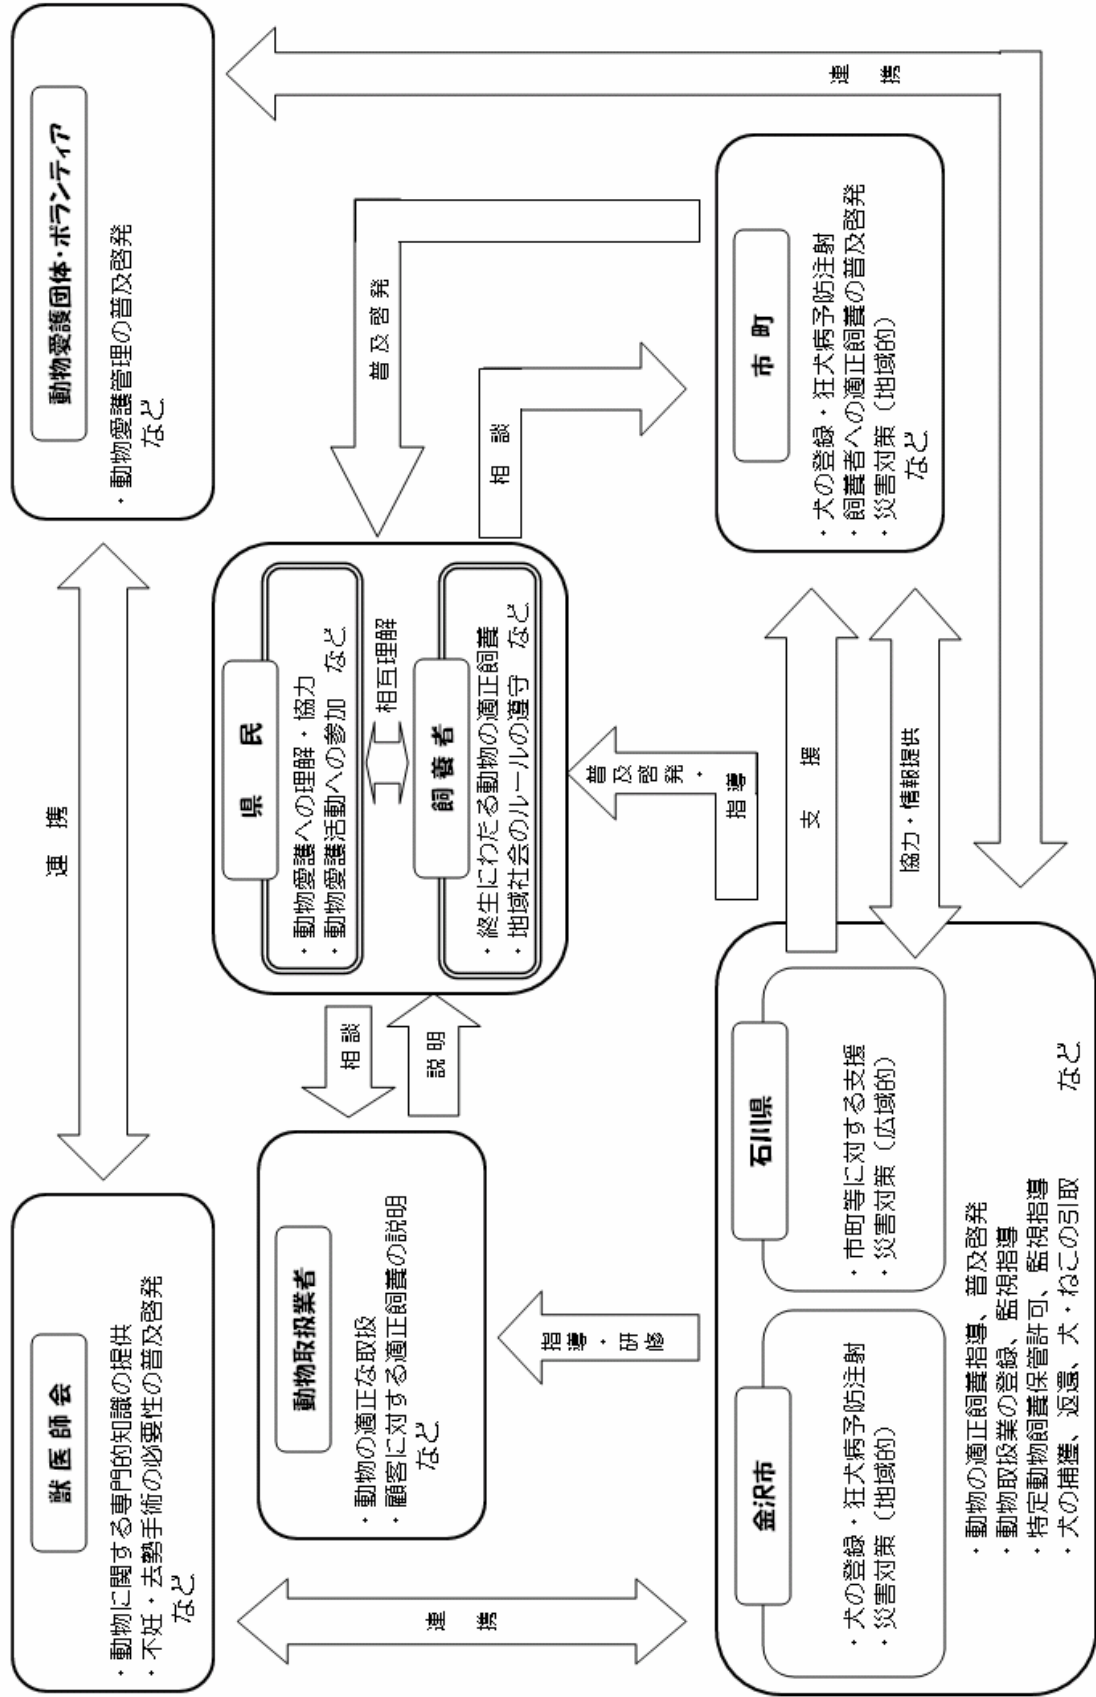 獣医師会
・動物に関する専門的知識の提供
・不妊・去勢手術の必要性の普及啓発
など
連 携
動物愛護団体・ボランティア
・動物愛護管理の普及啓発
など
動物取扱業者
・動物の適正な取扱
・顧客に対する適正飼養の説明
など
相 談
説 明
県 民
・動物愛護への理解・協力
・動物愛護活動への参加 など
相互理解
飼 養 者
・終生にわたる動物の適正飼養
・地域社会のルールの遵守 など
普 及 啓 発
相 談
連 携
指 導 ・ 研 修
普 及 啓 発 ・
指 導
連 携
金沢市
・犬の登録・狂犬病予防注射
・災害対策（地域的）
石川県
・市町等に対する支援
・災害対策（広域的）
・動物の適正飼養指導、普及啓発
・動物取扱業の登録、監視指導
・特定動物飼養保管許可、監視指導
・犬の捕獲、返還、犬・ねこの引取 など
支 援
協力・情報提供
市 町
・犬の登録・狂犬病予防注射
・飼養者への適正飼養の普及啓発
・災害対策（地域的）
など